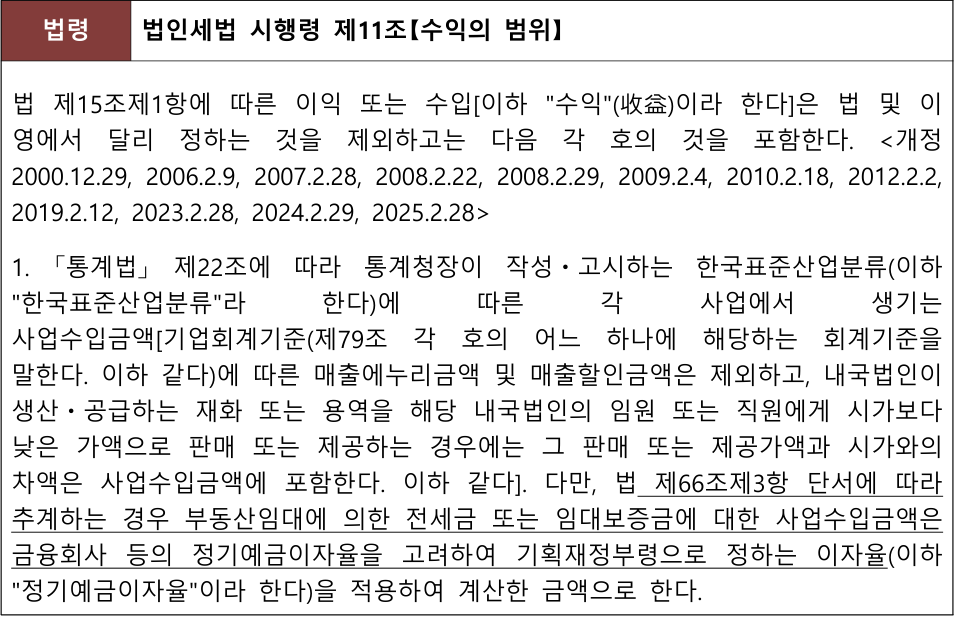 법령
법인세법 시행령 제11조【수익의 범위】
법 제15조제1항에 따른 이익 또는 수입[이하 "수익"(收益)이라 한다]은 법 및 이
영에서 달리 정하는 것을 제외하고는 다음 각 호의 것을 포함한다. <개정
2000.12.29, 2006.2.9, 2007.2.28, 2008.2.22, 2008.2.29, 2009.2.4, 2010.2.18, 2012.2.2,
2019.2.12, 2023.2.28, 2024.2.29, 2025.2.28>
1. 「통계법」 제22조에 따라 통계청장이 작성・고시하는 한국표준산업분류(이하
"한국표준산업분류"라 한다)에 따른 각 사업에서 생기는
사업수입금액[기업회계기준(제79조 각 호의 어느 하나에 해당하는 회계기준을
말한다. 이하 같다)에 따른 매출에누리금액 및 매출할인금액은 제외하고, 내국법인이
생산・공급하는 재화 또는 용역을 해당 내국법인의 임원 또는 직원에게 시가보다
낮은 가액으로 판매 또는 제공하는 경우에는 그 판매 또는 제공가액과 시가와의
차액은 사업수입금액에 포함한다. 이하 같다]. 다만, 법 제66조제3항 단서에 따라
추계하는 경우 부동산임대에 의한 전세금 또는 임대보증금에 대한 사업수입금액은
금융회사 등의 정기예금이자율을 고려하여 기획재정부령으로 정하는 이자율(이하
"정기예금이자율"이라 한다)을 적용하여 계산한 금액으로 한다.